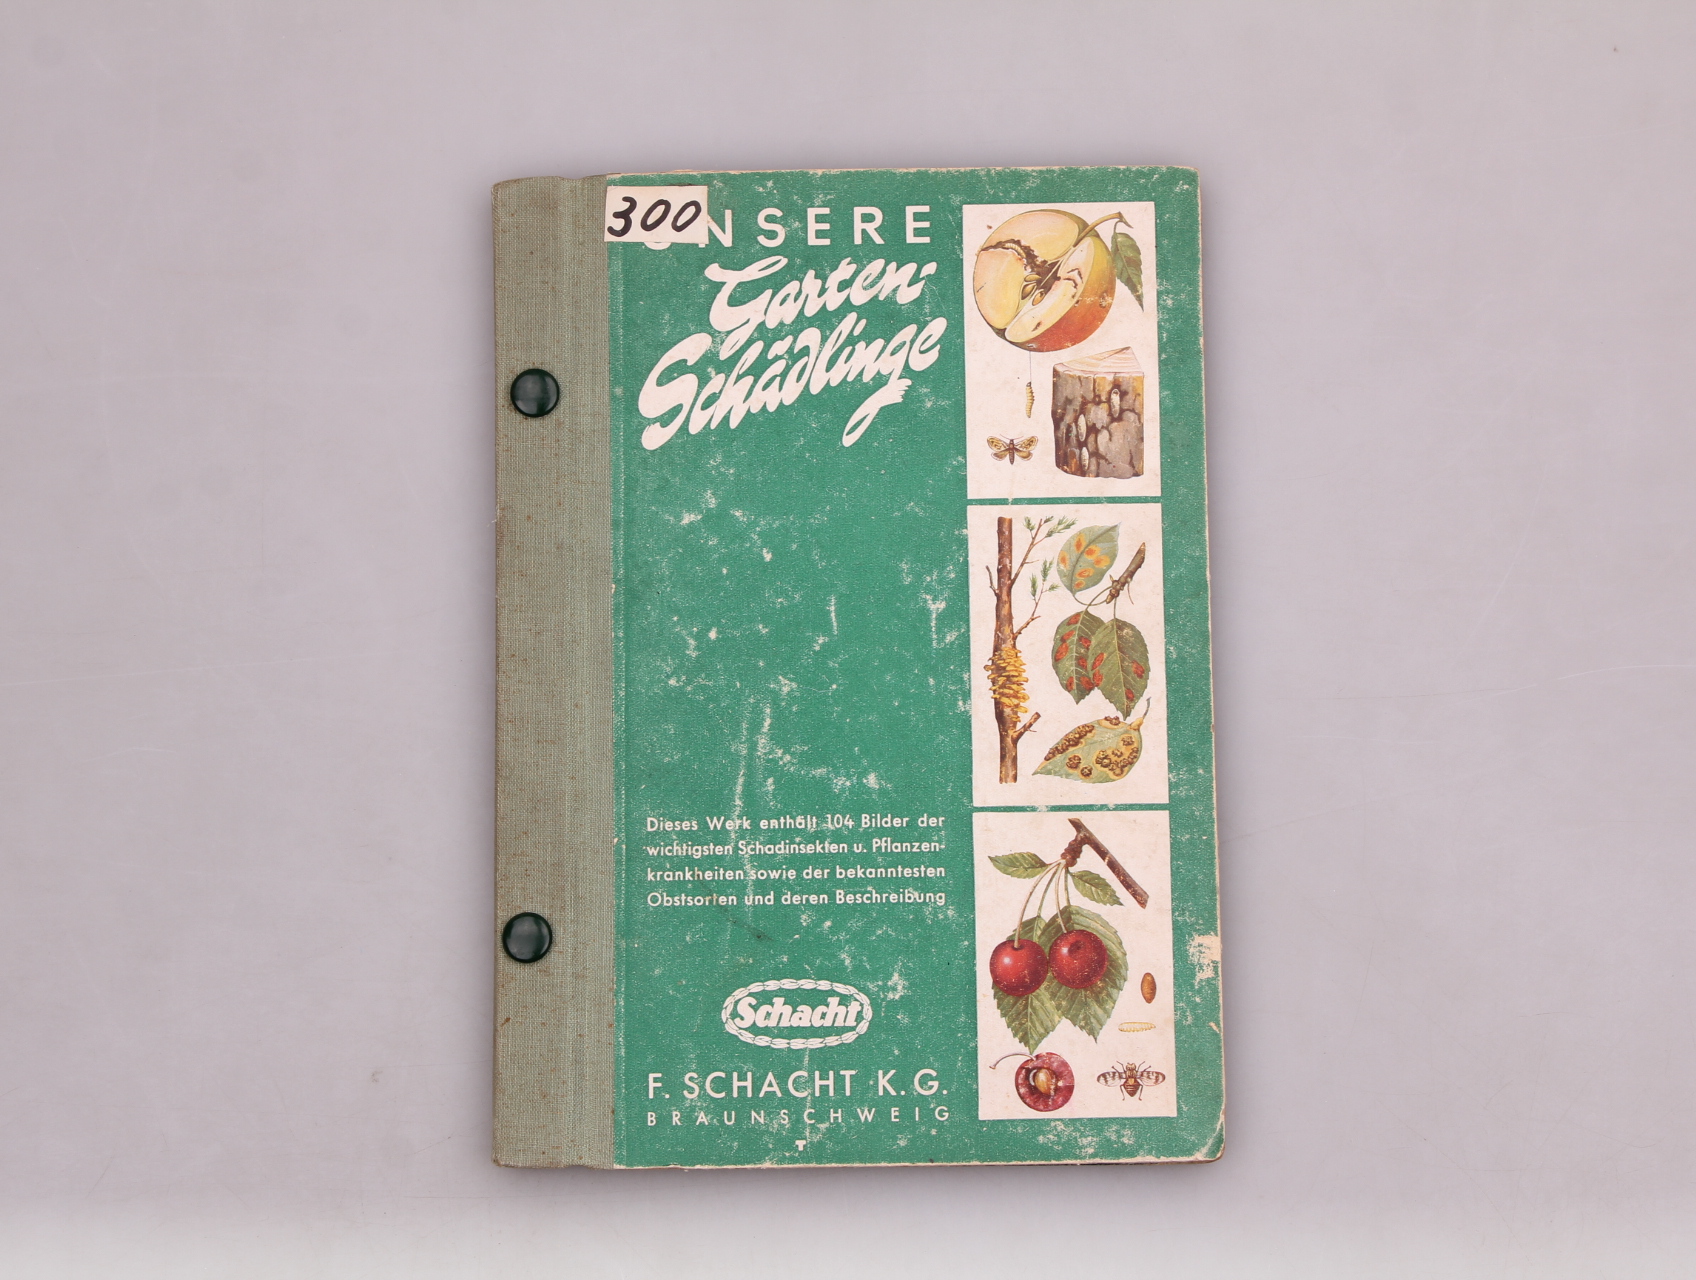 300
UNSERE
Garten-
Schädlinge
Dieses Werk enthält 104 Bilder der
wichtigsten Schadinsekten u. Pflanzen-
krankheiten sowie der bekanntesten
Obstsorten und deren Beschreibung
Schacht
F. SCHACHT K.G.
BRAUNSCHWEIG
T